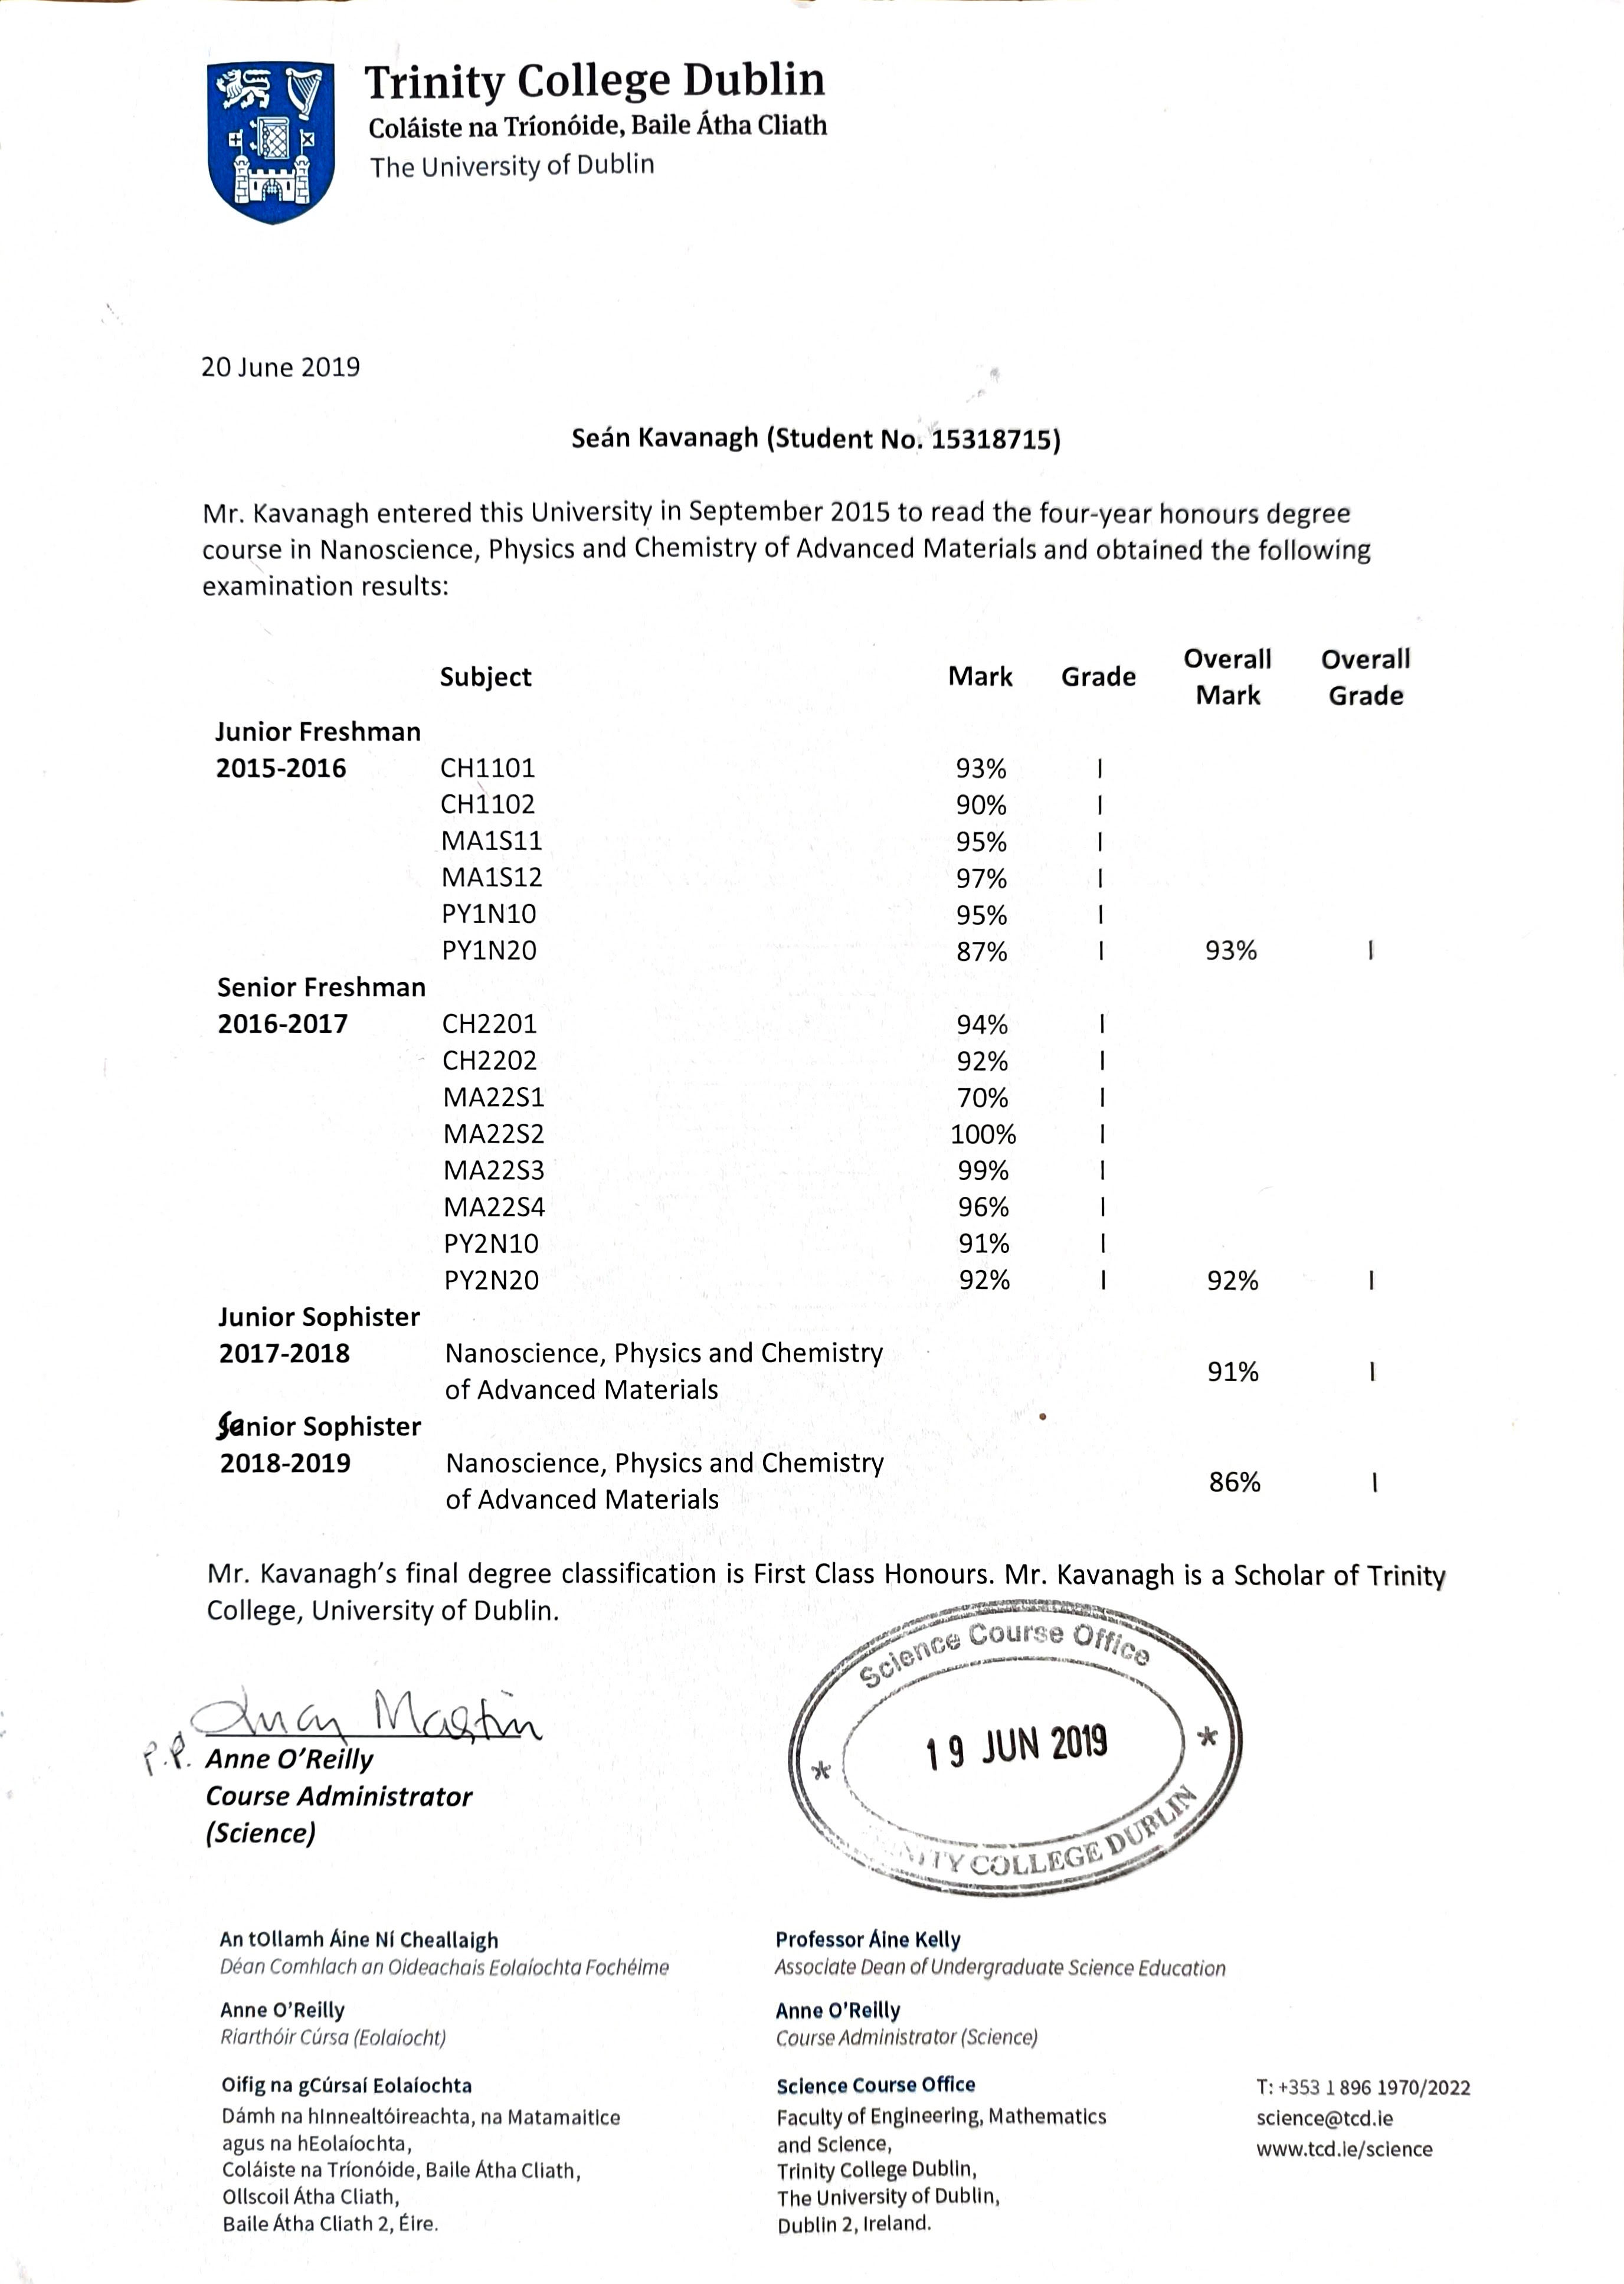 Trinity College Dublin
Coláiste na Tríonóide, Baile Átha Cliath
The University of Dublin
20 June 2019
Seán Kavanagh (Student No. 15318715)
Mr. Kavanagh entered this University in September 2015 to read the four-year honours degree
course in Nanoscience, Physics and Chemistry of Advanced Materials and obtained the following
examination results:
Subject Mark Grade Overall Mark Overall Grade
Junior Freshman
2015-2016 CH1101 93% I
CH1102 90% I
MA1S11 95% I
MA1S12 97% I
PY1N10 95% I
PY1N20 87% I 93% I
Senior Freshman
2016-2017 CH2201 94% I
CH2202 92% I
MA22S1 70% I
MA22S2 100% I
MA22S3 99% I
MA22S4 96% I
PY2N10 91% I
PY2N20 92% I 92% I
Junior Sophister
2017-2018 Nanoscience, Physics and Chemistry
of Advanced Materials 91% I
Senior Sophister
2018-2019 Nanoscience, Physics and Chemistry
of Advanced Materials 86% I
Mr. Kavanagh's final degree classification is First Class Honours. Mr. Kavanagh is a Scholar of Trinity
College, University of Dublin.
Science Course Office
19 JUN 2019
COLLEGE DUBLIN
Martin
P.P. Anne O'Reilly
Course Administrator
(Science)
An tOllamh Áine Ní Cheallaigh
Déan Comhlach an Oideachais Eolaíochta Fochéime
Anne O'Reilly
Riarthóir Cúrsa (Eolaíocht)
Oifig na gCúrsaí Eolaíochta
Dámh na hInnealtóireachta, na Matamaitice
agus na hEolaíochta,
Coláiste na Tríonóide, Baile Átha Cliath,
Ollscoil Átha Cliath,
Baile Átha Cliath 2, Éire.
Professor Áine Kelly
Associate Dean of Undergraduate Science Education
Anne O'Reilly
Course Administrator (Science)
Science Course Office
Faculty of Engineering, Mathematics
and Science,
Trinity College Dublin,
The University of Dublin,
Dublin 2, Ireland.
T: +353 1 896 1970/2022
science@tcd.ie
www.tcd.ie/science